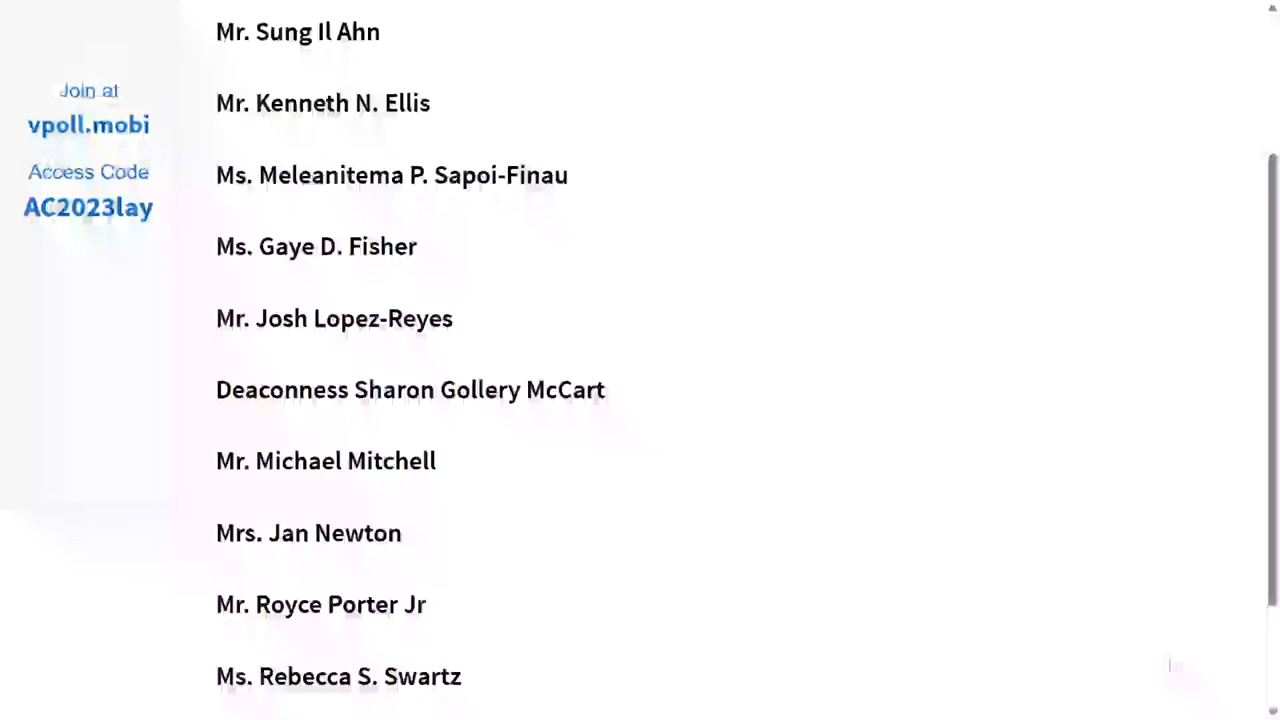 Join at
vpoll.mobi
Access Code
AC2023lay
Mr. Sung Il Ahn
Mr. Kenneth N. Ellis
Ms. Meleanitema P. Sapoi-Finau
Ms. Gaye D. Fisher
Mr. Josh Lopez-Reyes
Deaconness Sharon Gollery McCart
Mr. Michael Mitchell
Mrs. Jan Newton
Mr. Royce Porter Jr
Ms. Rebecca S. Swartz